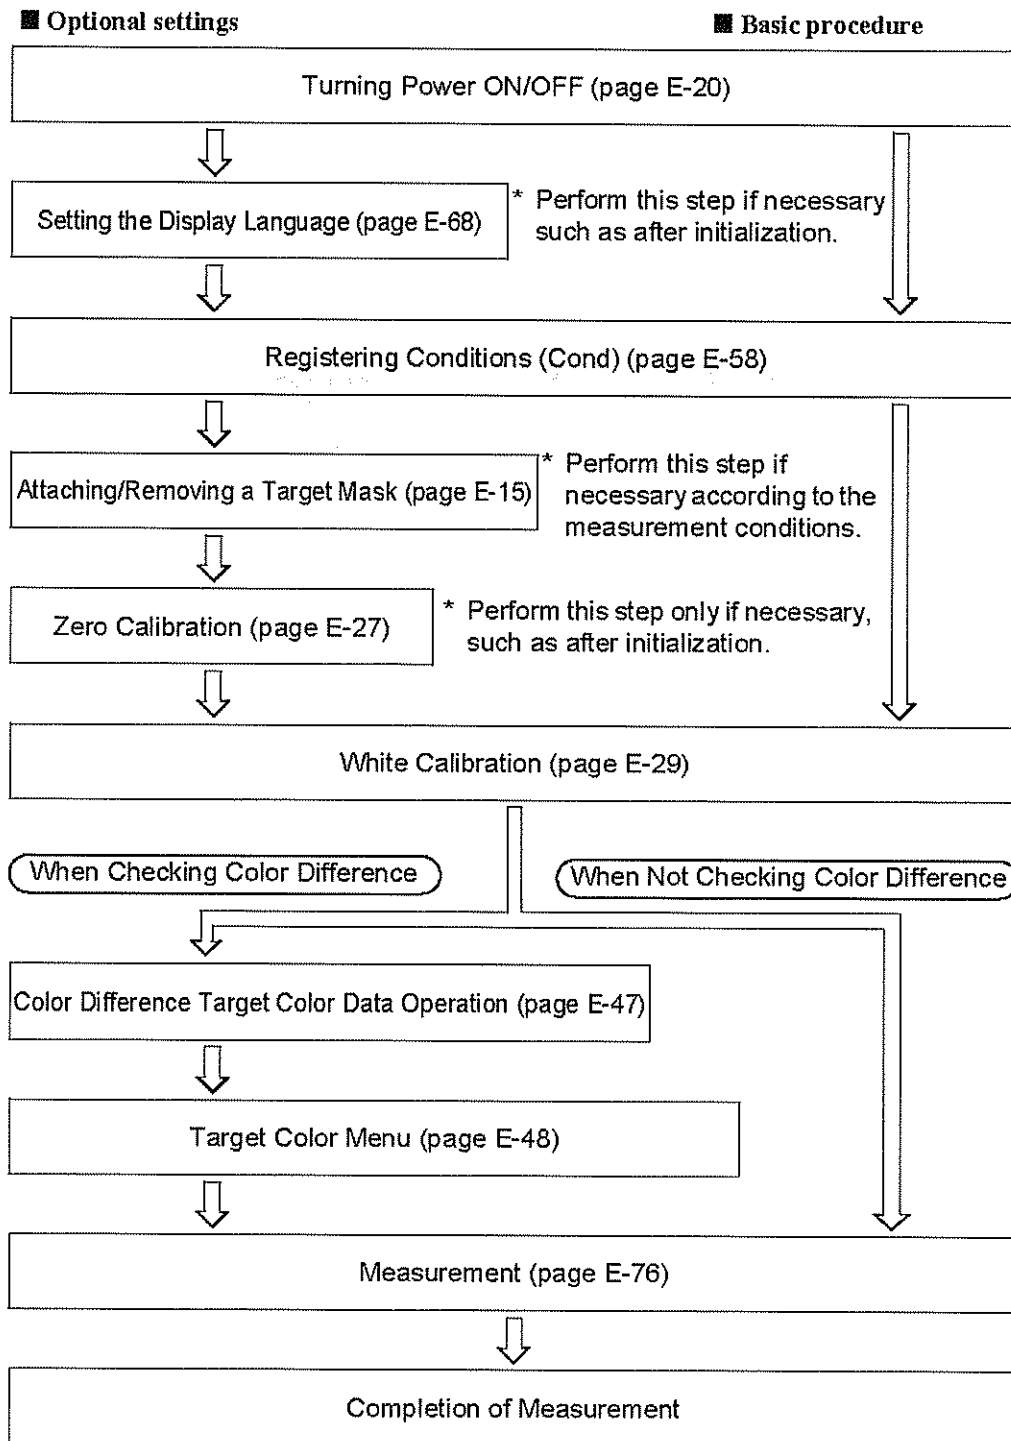 ■ Optional settings
■ Basic procedure
Turning Power ON/OFF (page E-20)
Setting the Display Language (page E-68)
* Perform this step if necessary
such as after initialization.
Registering Conditions (Cond) (page E-58)
Attaching/Removing a Target Mask (page E-15)
* Perform this step if
necessary according to the
measurement conditions.
Zero Calibration (page E-27)
* Perform this step only if necessary,
such as after initialization.
White Calibration (page E-29)
When Checking Color Difference
When Not Checking Color Difference
Color Difference Target Color Data Operation (page E-47)
Target Color Menu (page E-48)
Measurement (page E-76)
Completion of Measurement